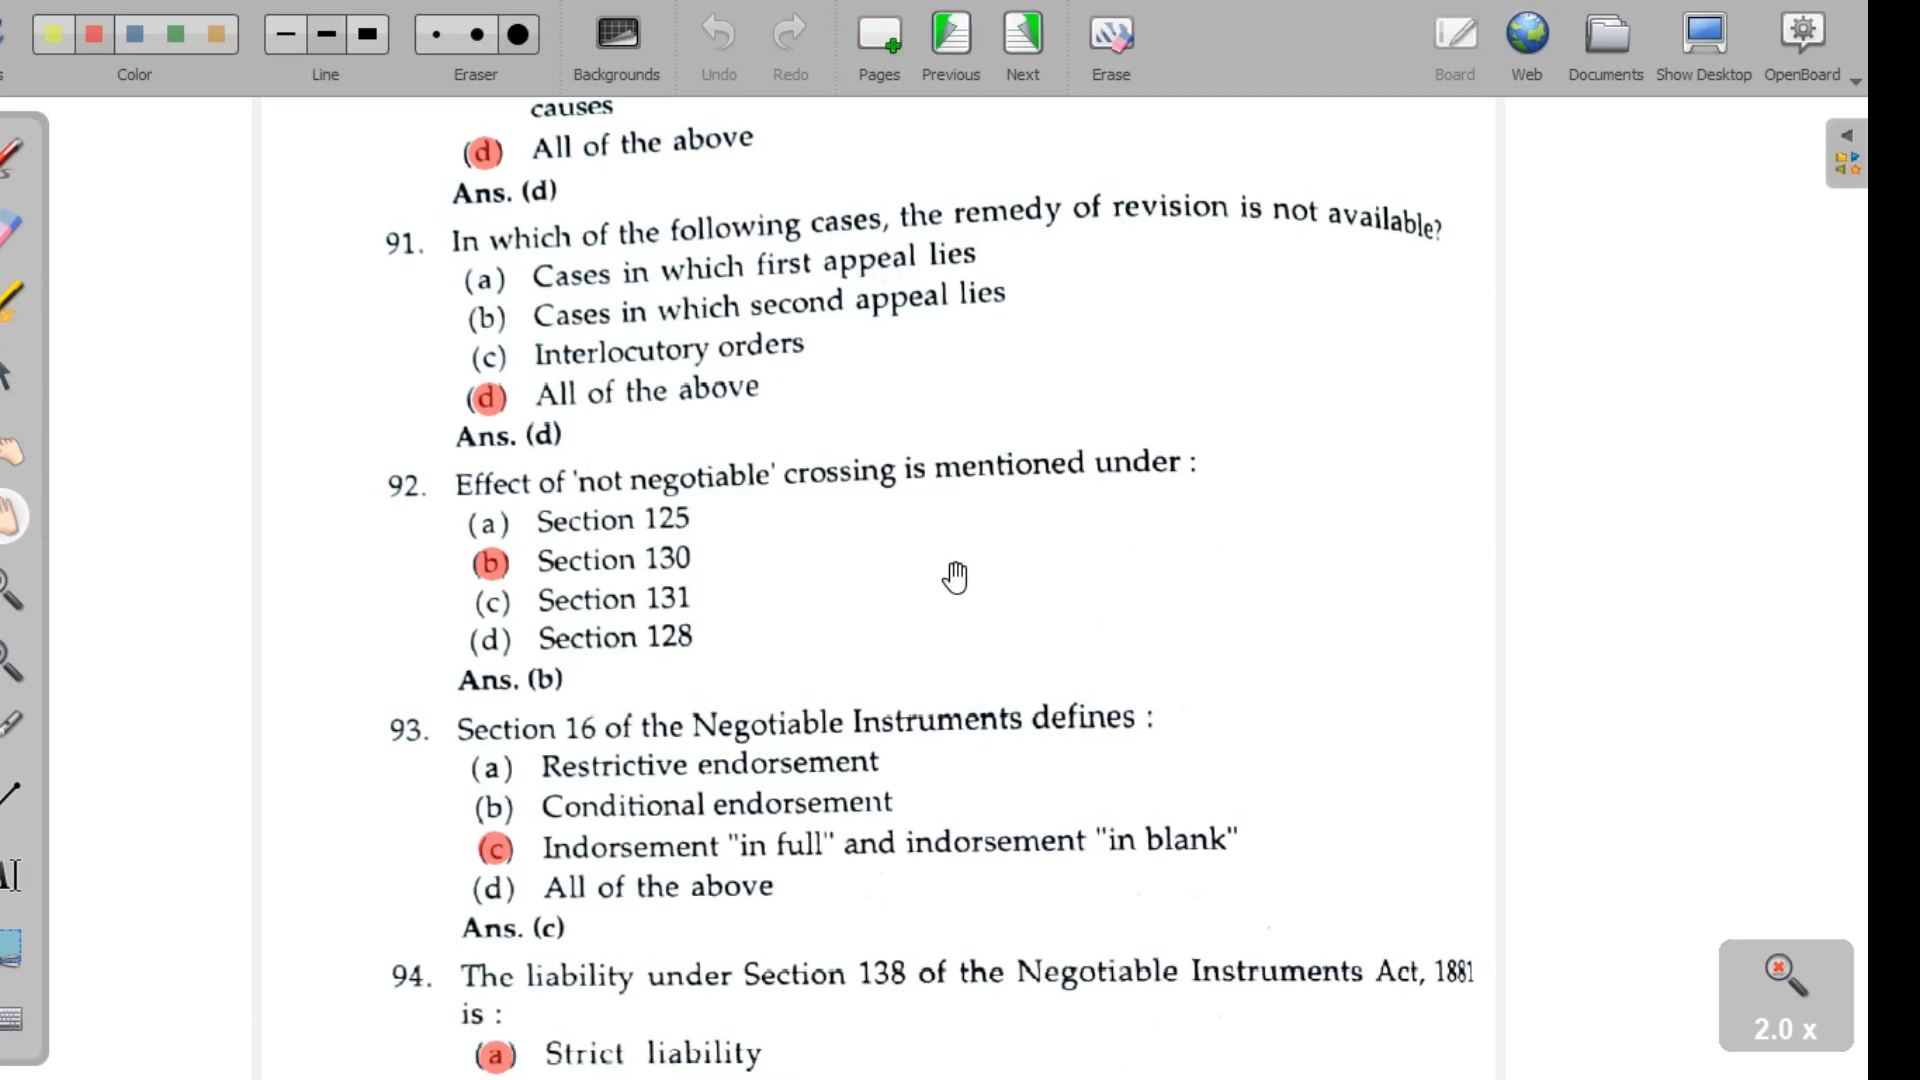 Color
Line
Eraser
Backgrounds
Undo
Redo
Pages
Previous
Next
Erase
Board
Web
Documents
Show Desktop
OpenBoard
causes
(d) All of the above
Ans. (d)
91. In which of the following cases, the remedy of revision is not available?
(a) Cases in which first appeal lies
(b) Cases in which second appeal lies
(c) Interlocutory orders
(d) All of the above
Ans. (d)
92. Effect of 'not negotiable' crossing is mentioned under :
(a) Section 125
(b) Section 130
(c) Section 131
(d) Section 128
Ans. (b)
93. Section 16 of the Negotiable Instruments defines :
(a) Restrictive endorsement
(b) Conditional endorsement
(c) Indorsement "in full" and indorsement "in blank"
(d) All of the above
Ans. (c)
94. The liability under Section 138 of the Negotiable Instruments Act, 1881
is :
(a) Strict liability
2.0 x